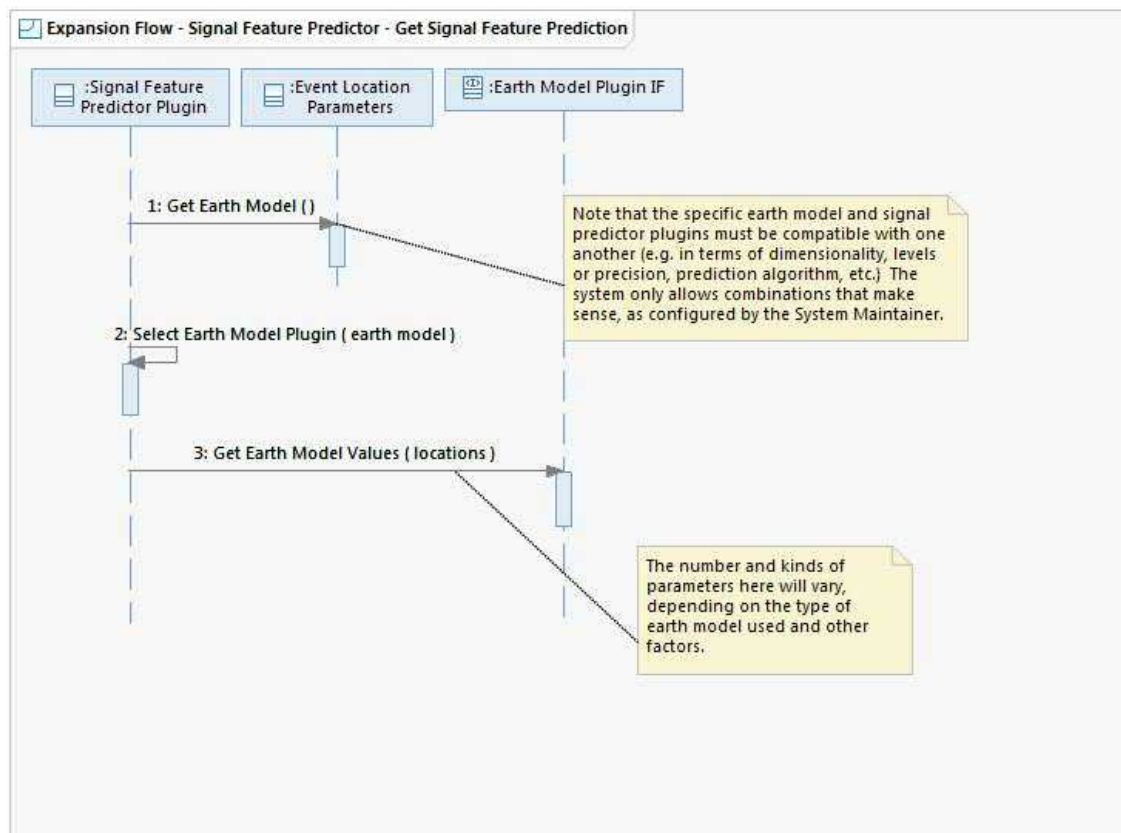 Expansion Flow - Signal Feature Predictor - Get Signal Feature Prediction
:Signal Feature
Predictor Plugin
:Event Location
Parameters
:Earth Model Plugin IF
1: Get Earth Model ( )
Note that the specific earth model and signal
predictor plugins must be compatible with one
another (e.g. in terms of dimensionality, levels
or precision, prediction algorithm, etc.) The
system only allows combinations that make
sense, as configured by the System Maintainer.
2: Select Earth Model Plugin ( earth model )
3: Get Earth Model Values ( locations )
The number and kinds of
parameters here will vary,
depending on the type of
earth model used and other
factors.